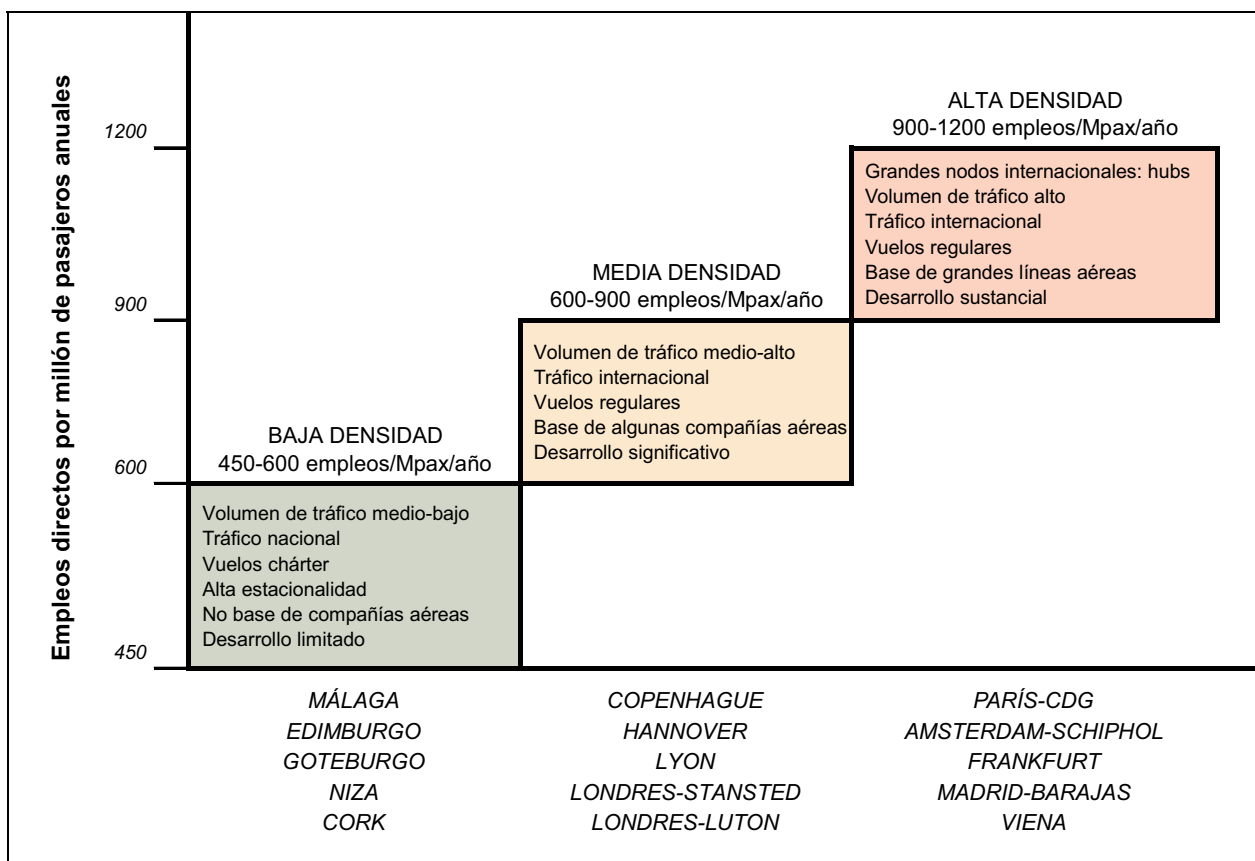 Empleos directos por millón de pasajeros anuales
1200
900
600
450
ALTA DENSIDAD
900-1200 empleos/Mpax/año
Grandes nodos internacionales: hubs
Volumen de tráfico alto
Tráfico internacional
Vuelos regulares
Base de grandes líneas aéreas
Desarrollo sustancial
MEDIA DENSIDAD
600-900 empleos/Mpax/año
Volumen de tráfico medio-alto
Tráfico internacional
Vuelos regulares
Base de algunas compañías aéreas
Desarrollo significativo
BAJA DENSIDAD
450-600 empleos/Mpax/año
Volumen de tráfico medio-bajo
Tráfico nacional
Vuelos chárter
Alta estacionalidad
No base de compañías aéreas
Desarrollo limitado
MÁLAGA
EDIMBURGO
GOTEBURGO
NIZA
CORK
COPENHAGUE
HANNOVER
LYON
LONDRES-STANSTED
LONDRES-LUTON
PARÍS-CDG
AMSTERDAM-SCHIPHOL
FRANKFURT
MADRID-BARAJAS
VIENA